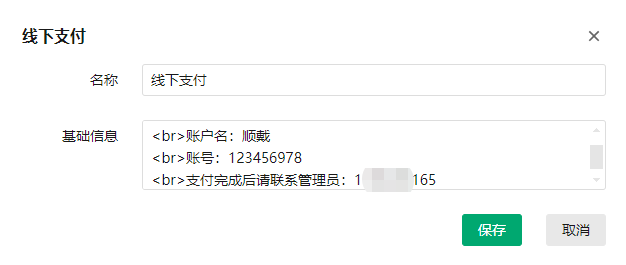 线下支付
名称
线下支付
基础信息
<br>账户名：顺戴
<br>账号：123456978
<br>支付完成后请联系管理员：1 165
保存
取消